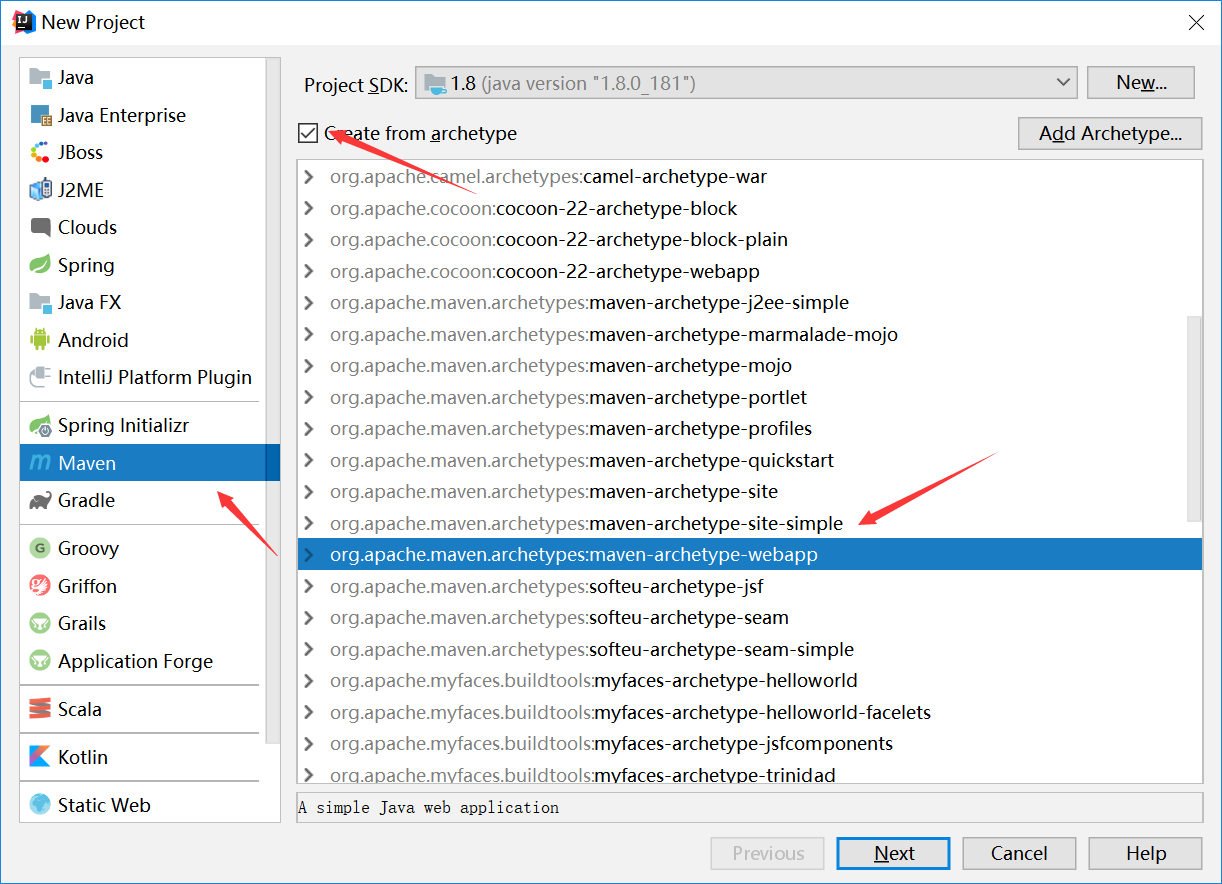 New Project
Java
Java Enterprise
JBoss
J2ME
Clouds
Spring
Java FX
Android
IntelliJ Platform Plugin
Spring Initializr
Maven
Gradle
Groovy
Griffon
Grails
Application Forge
Scala
Kotlin
Static Web
Project SDK: 1.8 (java version "1.8.0_181") New...
Create from archetype Add Archetype...
org.apache.camel.archetypes:camel-archetype-war
org.apache.cocoon:cocoon-22-archetype-block
org.apache.cocoon:cocoon-22-archetype-block-plain
org.apache.cocoon:cocoon-22-archetype-webapp
org.apache.maven.archetypes:maven-archetype-j2ee-simple
org.apache.maven.archetypes:maven-archetype-marmalade-mojo
org.apache.maven.archetypes:maven-archetype-mojo
org.apache.maven.archetypes:maven-archetype-portlet
org.apache.maven.archetypes:maven-archetype-profiles
org.apache.maven.archetypes:maven-archetype-quickstart
org.apache.maven.archetypes:maven-archetype-site
org.apache.maven.archetypes:maven-archetype-site-simple
org.apache.maven.archetypes:maven-archetype-webapp
org.apache.maven.archetypes:softeu-archetype-jsf
org.apache.maven.archetypes:softeu-archetype-seam
org.apache.maven.archetypes:softeu-archetype-seam-simple
org.apache.myfaces.buildtools:myfaces-archetype-helloworld
org.apache.myfaces.buildtools:myfaces-archetype-helloworld-facelets
org.apache.myfaces.buildtools:myfaces-archetype-jsfcomponents
org.apache.myfaces.buildtools:myfaces-archetype-trinidad
A simple Java web application
Previous Next Cancel Help